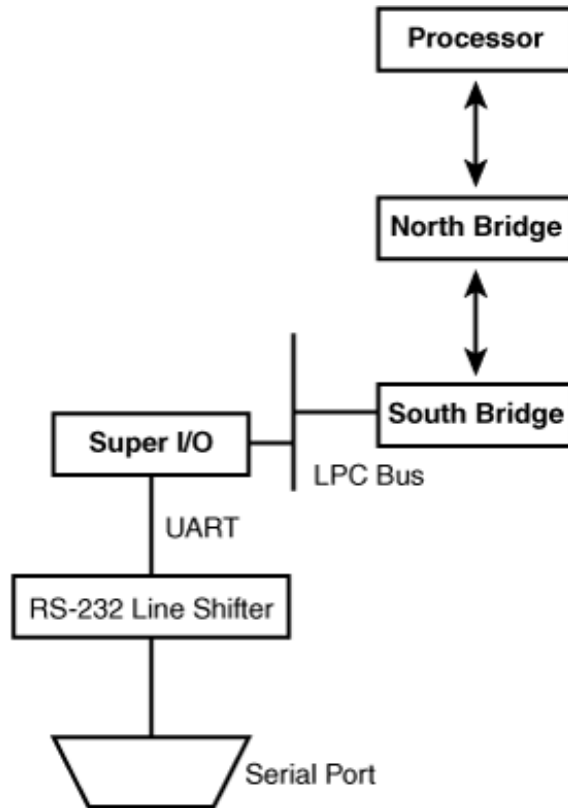 Processor
North Bridge
South Bridge
Super I/O
LPC Bus
UART
RS-232 Line Shifter
Serial Port